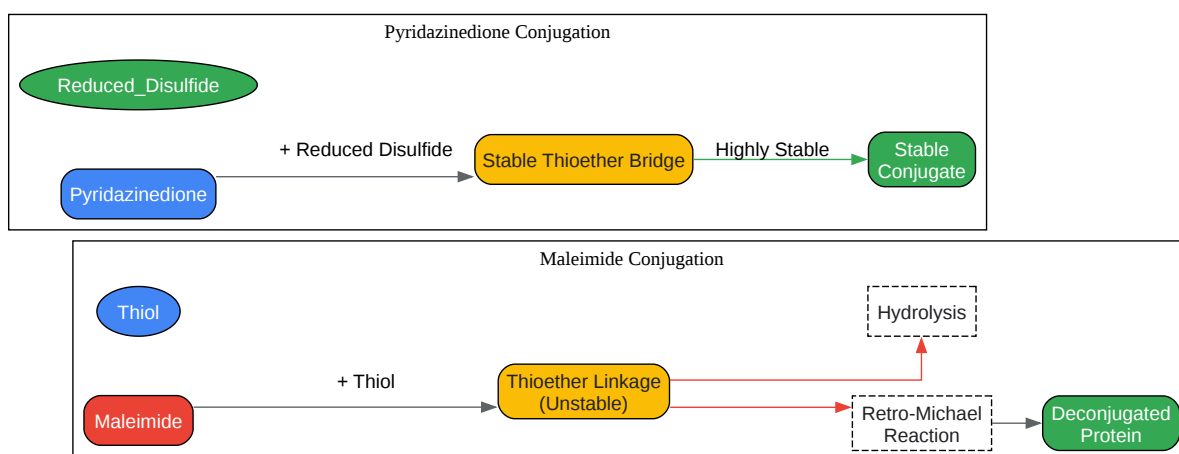 Pyridazinedione Conjugation
Reduced_Disulfide
+ Reduced Disulfide
Pyridazinedione
Stable Thioether Bridge
Highly Stable
Stable
Conjugate
Maleimide Conjugation
Thiol
Hydrolysis
+ Thiol
Maleimide
Thioether Linkage
(Unstable)
Retro-Michael
Reaction
Deconjugated
Protein